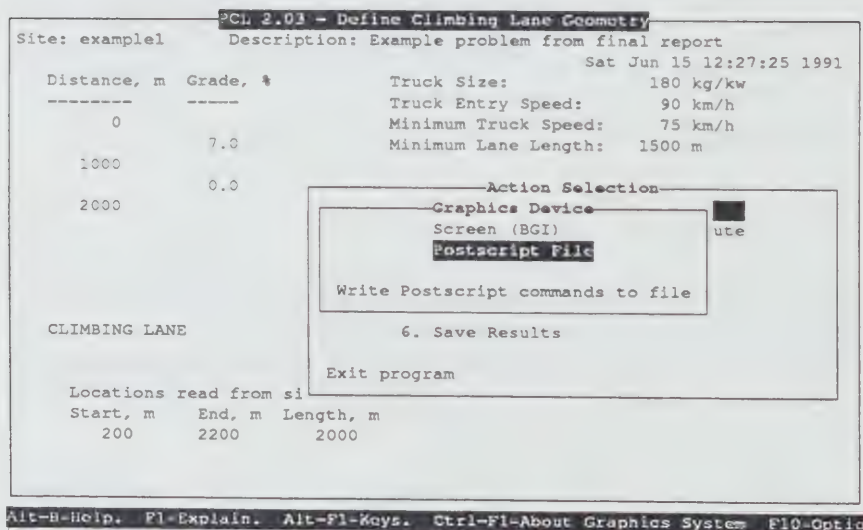 PCL 2.03 - Define Climbing Lane Geometry
Site: example1 Description: Example problem from final report
Sat Jun 15 12:27:25 1991
Distance, m Grade, % Truck Size: 180 kg/kw
-------- ----- Truck Entry Speed: 90 km/h
0 Minimum Truck Speed: 75 km/h
7.0 Minimum Lane Length: 1500 m
1000
0.0 Action Selection
2000 Graphics Device
Screen (BGI) ute
Postscript File
Write Postscript commands to file
CLIMBING LANE 6. Save Results
Exit program
Locations read from si
Start, m End, m Length, m
200 2200 2000
Alt-H-Help. F1-Explain. Alt-F1-Keys. Ctrl-F1-About Graphics System F10-Opti